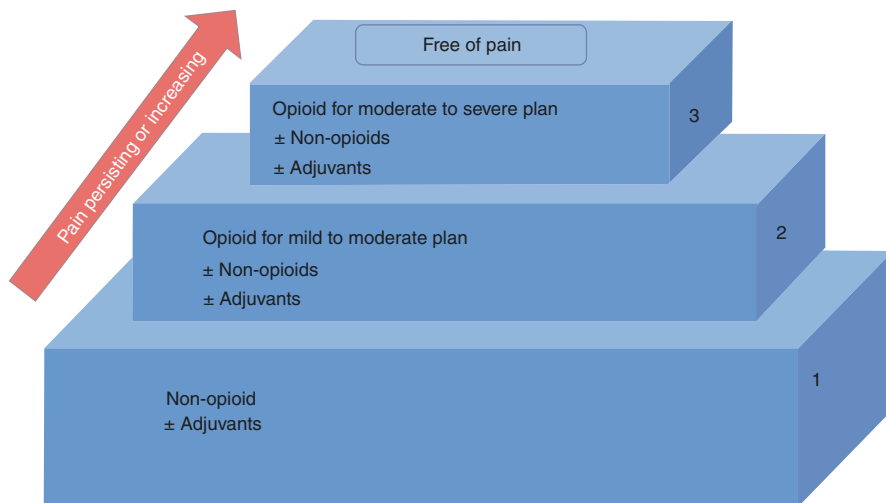 Free of pain
Pain persisting or increasing
Opioid for moderate to severe plan
± Non-opioids
± Adjuvants
3
Opioid for mild to moderate plan
± Non-opioids
± Adjuvants
2
Non-opioid
± Adjuvants
1